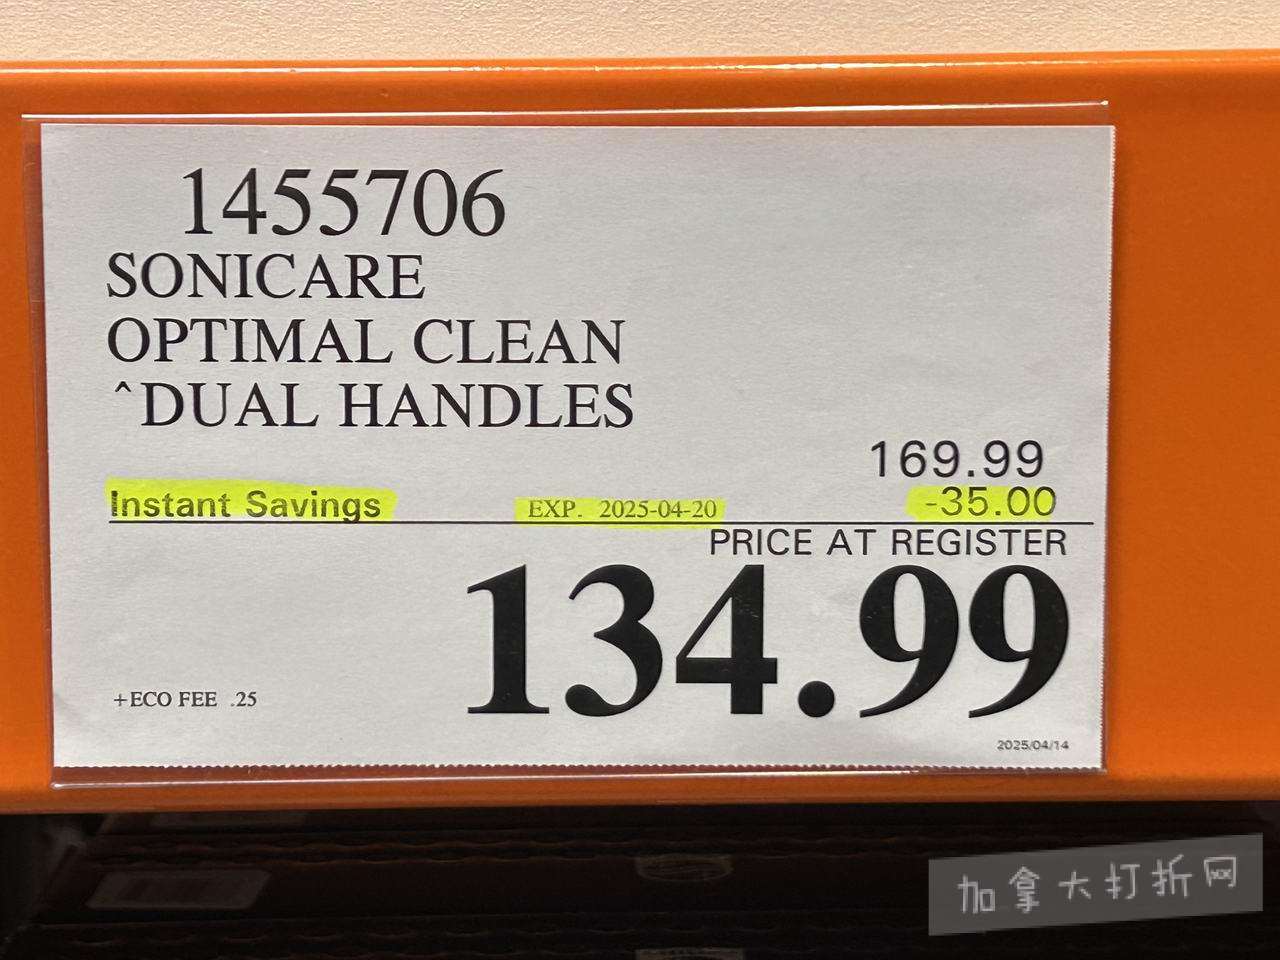 1455706
SONICARE
OPTIMAL CLEAN
^DUAL HANDLES
169.99
Instant Savings EXP. 2025-04-20 -35.00
PRICE AT REGISTER
134.99
+ECO FEE .25
2025/04/14
加拿大打折网